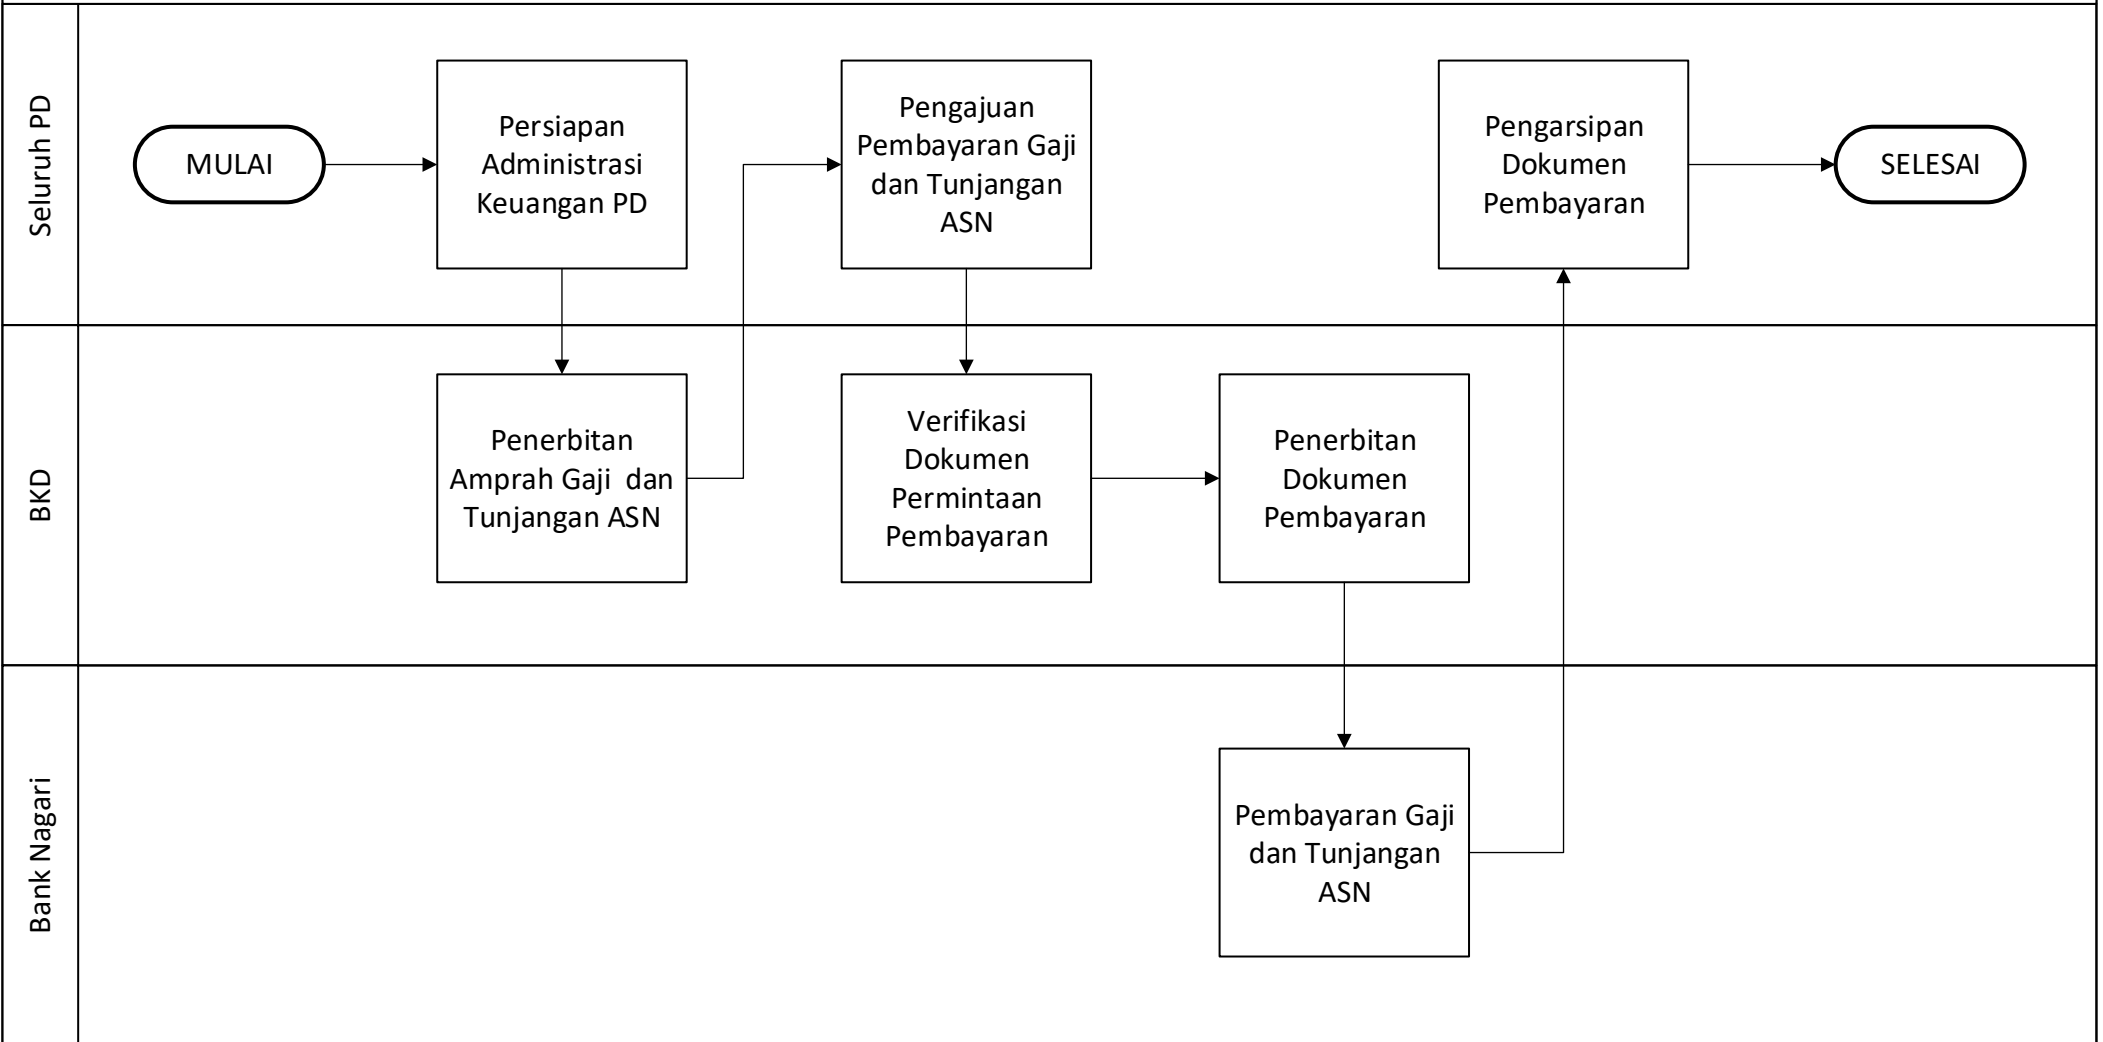 Seluruh PD
MULAI
Persiapan
Administrasi
Keuangan PD
Pengajuan
Pembayaran Gaji
dan Tunjangan
ASN
Pengarsipan
Dokumen
Pembayaran
SELESAI
BKD
Penerbitan
Amprah Gaji  dan
Tunjangan ASN
Verifikasi
Dokumen
Permintaan
Pembayaran
Penerbitan
Dokumen
Pembayaran
Bank Nagari
Pembayaran Gaji
dan Tunjangan
ASN